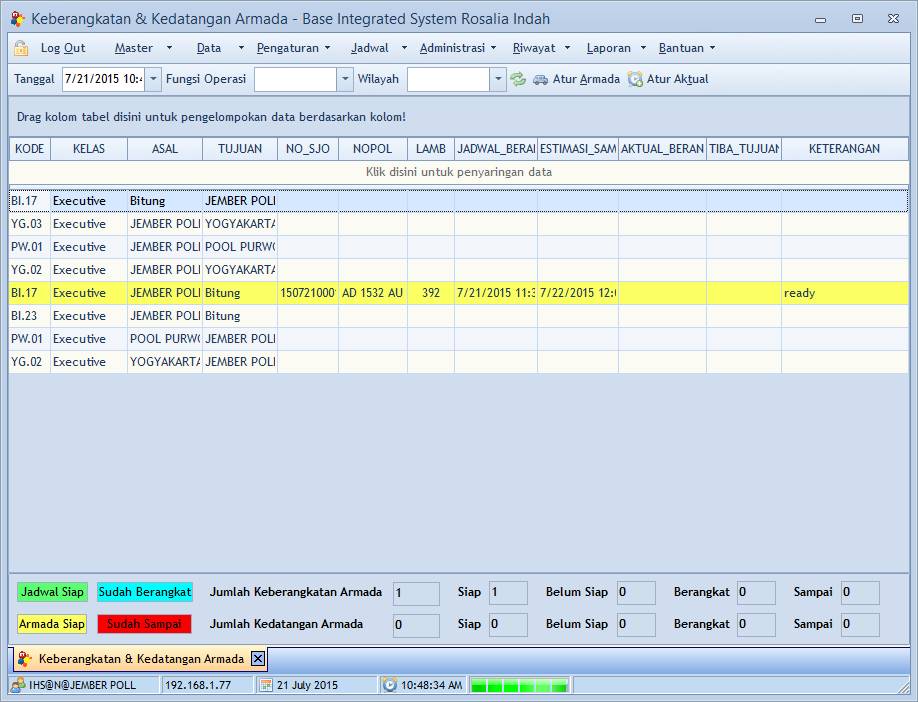 Keberangkatan & Kedatangan Armada - Base Integrated System Rosalia Indah
Log Out Master Data Pengaturan Jadwal Administrasi Riwayat Laporan Bantuan
Tanggal 7/21/2015 10:4 Fungsi Operasi Wilayah Atur Armada Atur Aktual
Drag kolom tabel disini untuk pengelompokan data berdasarkan kolom!
KODE KELAS ASAL TUJUAN NO_SJO NOPOL LAMB JADWAL_BERAI ESTIMASI_SAM AKTUAL_BERAN TIBA_TUJUAN KETERANGAN
Klik disini untuk penyaringan data
BI.17 Executive Bitung JEMBER POLI
YG.03 Executive JEMBER POLI YOGYAKARTA
PW.01 Executive JEMBER POLI POOL PURWO
YG.02 Executive JEMBER POLI YOGYAKARTA
BI.17 Executive JEMBER POLI Bitung 150721000 AD 1532 AU 392 7/21/2015 11:3 7/22/2015 12:0 ready
BI.23 Executive JEMBER POLI Bitung
PW.01 Executive POOL PURWO JEMBER POLI
YG.02 Executive YOGYAKARTA JEMBER POLI
Jadwal Siap Sudah Berangkat Jumlah Keberangkatan Armada 1 Siap 1 Belum Siap 0 Berangkat 0 Sampai 0
Armada Siap Sudah Sampai Jumlah Kedatangan Armada 0 Siap 0 Belum Siap 0 Berangkat 0 Sampai 0
Keberangkatan & Kedatangan Armada
IHS@N@JEMBER POLL 192.168.1.77 21 July 2015 10:48:34 AM